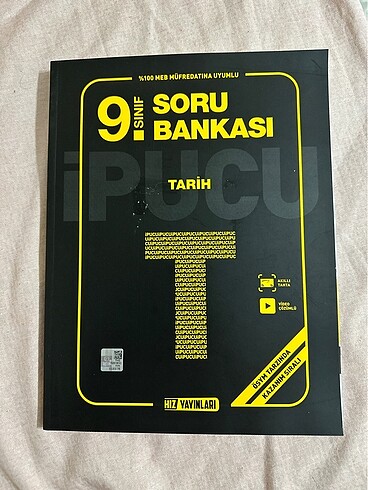 %100 MEB MÜFREDATINA UYUMLU
9. SINIF
SORU
BANKASI
iPUCU
TARİH
AKILLI
TAHTA
VİDEO
ÇÖZÜMLÜ
ÖSYM TARZINDA
KAZANIM SIRALI
HIZ YAYINLARI